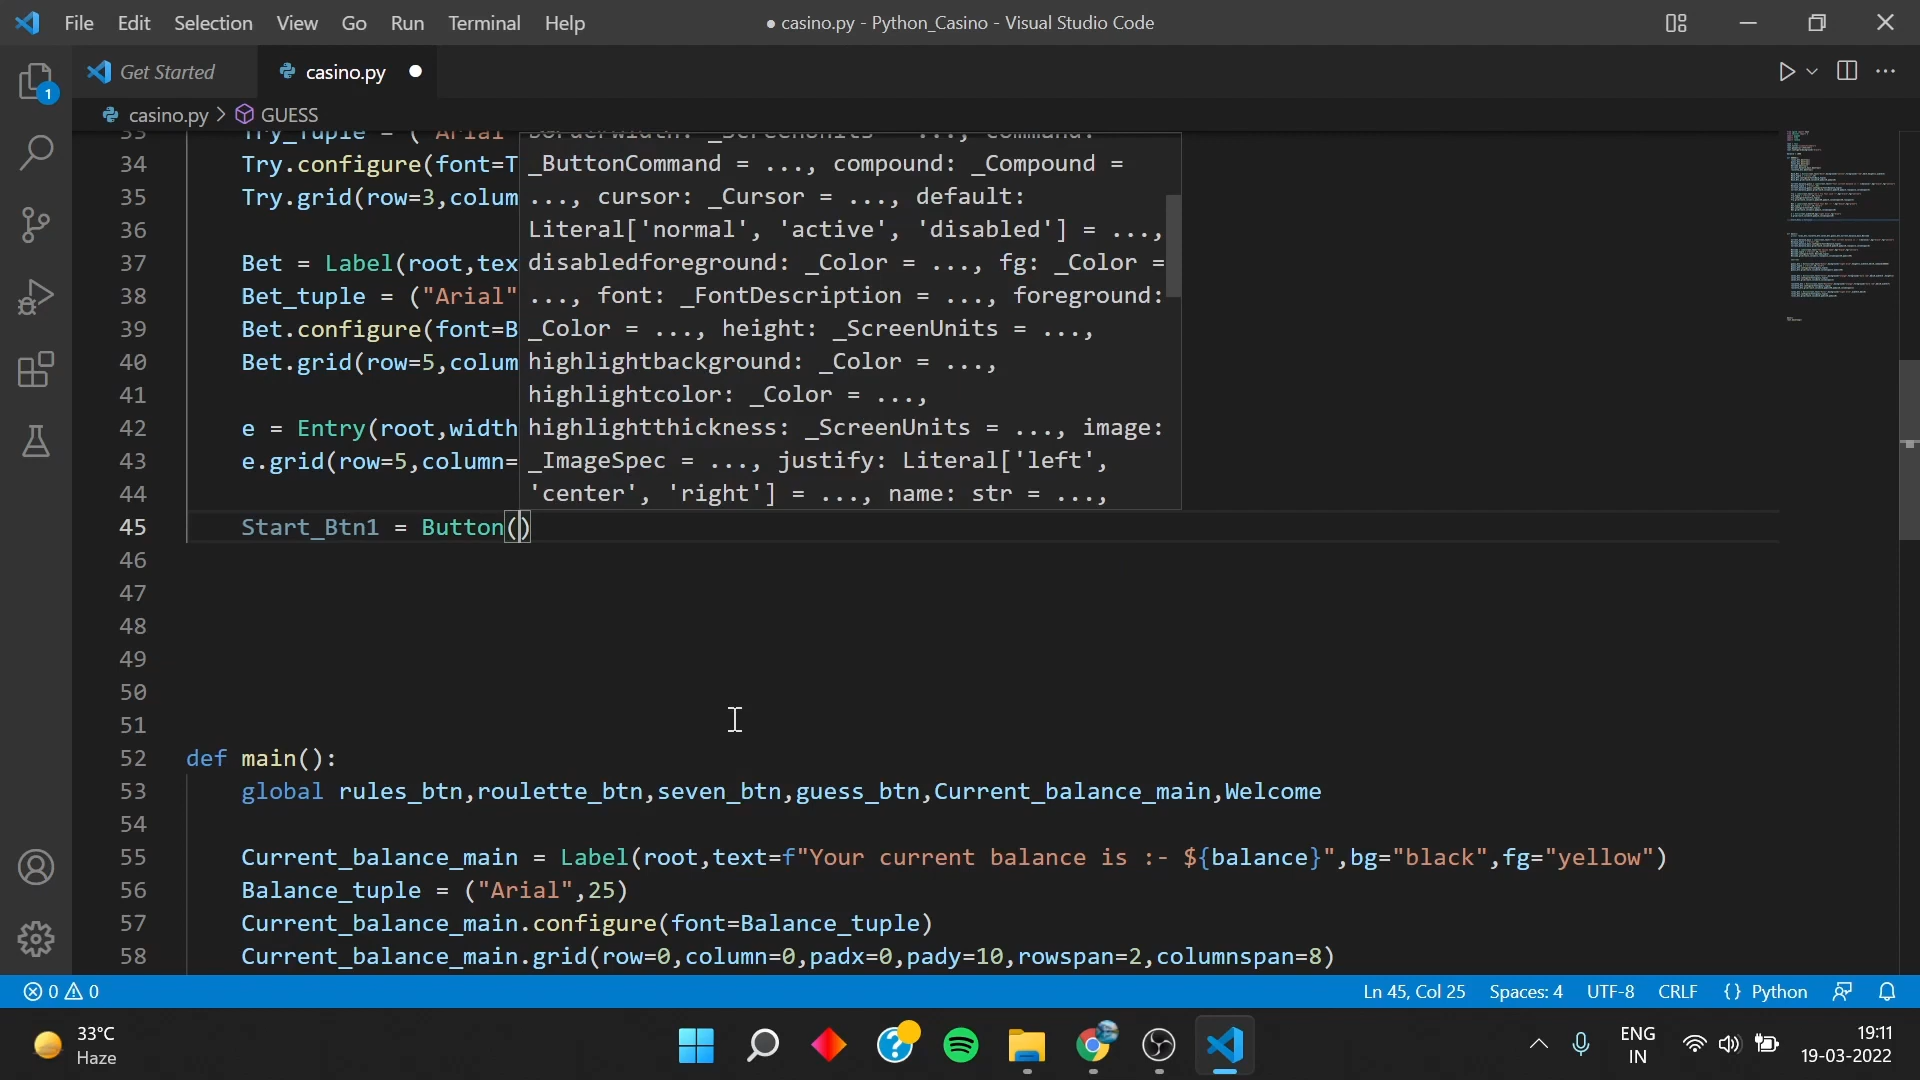 File Edit Selection View Go Run Terminal Help
● casino.py - Python_Casino - Visual Studio Code
Get Started
casino.py ●
casino.py > GUESS
33 Try_Tuple = ( "Arial"
34 Try.configure(font=T
35 Try.grid(row=3,colum
36
37 Bet = Label(root,tex
38 Bet_tuple = ("Arial"
39 Bet.configure(font=B
40 Bet.grid(row=5,colum
41
42 e = Entry(root,width
43 e.grid(row=5,column=
44
45 Start_Btn1 = Button()
borderwidth: _ScreenUnits = ..., command:
_ButtonCommand = ..., compound: _Compound =
..., cursor: _Cursor = ..., default:
Literal['normal', 'active', 'disabled'] = ...,
disabledforeground: _Color = ..., fg: _Color =
..., font: _FontDescription = ..., foreground:
_Color = ..., height: _ScreenUnits = ...,
highlightbackground: _Color = ...,
highlightcolor: _Color = ...,
highlightthickness: _ScreenUnits = ..., image:
_ImageSpec = ..., justify: Literal['left',
'center', 'right'] = ..., name: str = ...,
46
47
48
49
50
51
52 def main():
53 global rules_btn,roulette_btn,seven_btn,guess_btn,Current_balance_main,Welcome
54
55 Current_balance_main = Label(root,text=f"Your current balance is :- ${balance}",bg="black",fg="yellow")
56 Balance_tuple = ("Arial",25)
57 Current_balance_main.configure(font=Balance_tuple)
58 Current_balance_main.grid(row=0,column=0,padx=0,pady=10,rowspan=2,columnspan=8)
1
0 0
Ln 45, Col 25 Spaces: 4 UTF-8 CRLF {} Python
33°C
Haze
ENG
IN
19:11
19-03-2022